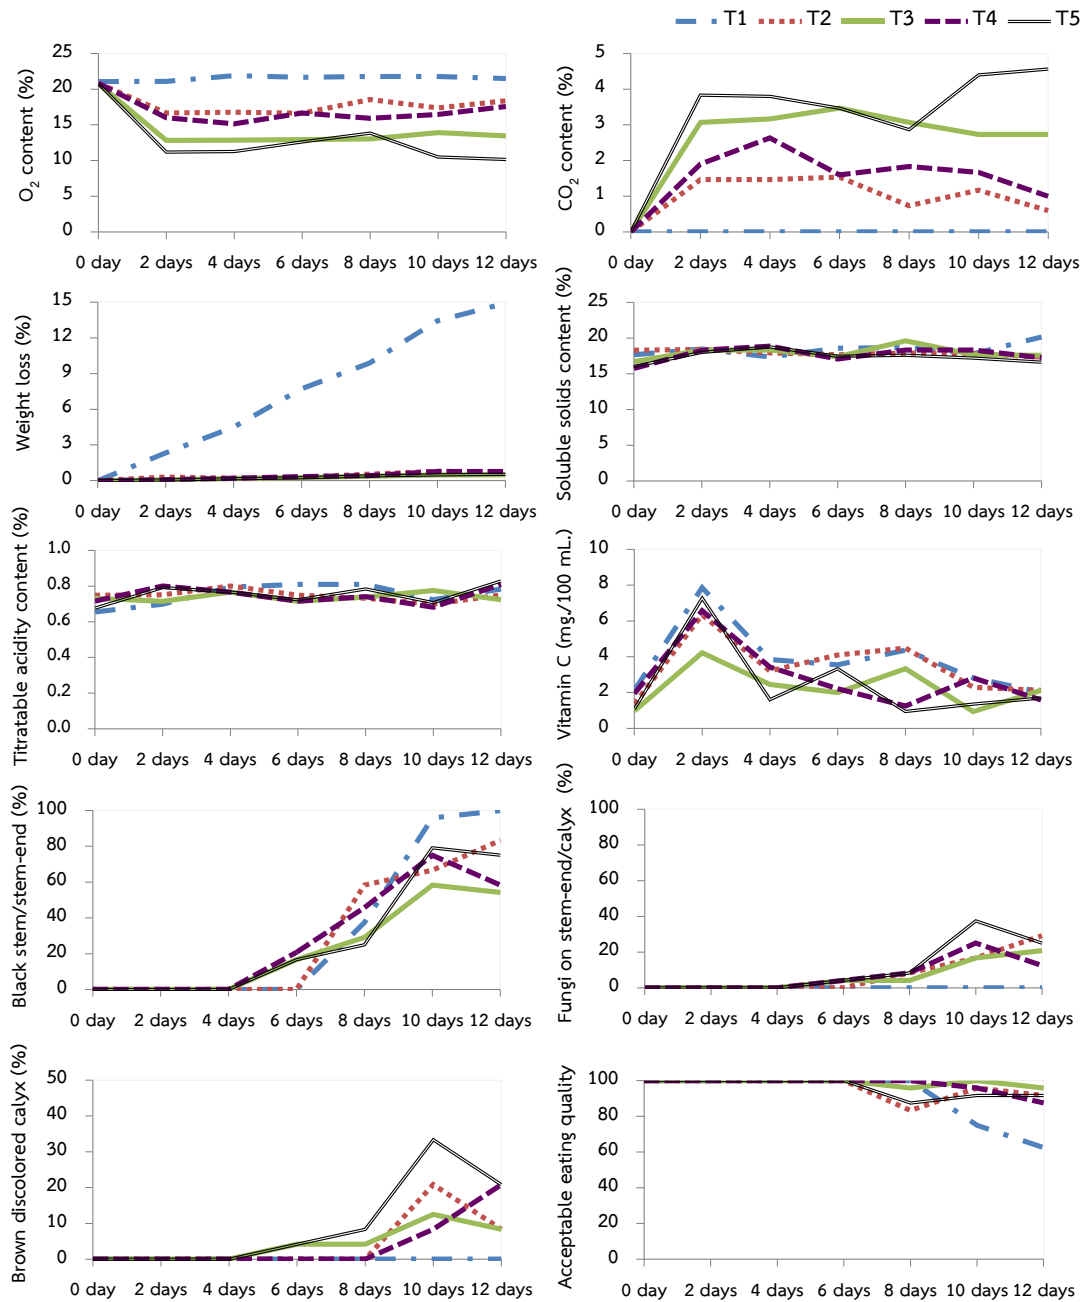 T1 T2 T3 T4 T5
O2 content (%)
25
20
15
10
5
0
0 day 2 days 4 days 6 days 8 days 10 days 12 days
CO2 content (%)
5
4
3
2
1
0
0 day 2 days 4 days 6 days 8 days 10 days 12 days
Weight loss (%)
15
12
9
6
3
0
0 day 2 days 4 days 6 days 8 days 10 days 12 days
Soluble solids content (%)
25
20
15
10
5
0
0 day 2 days 4 days 6 days 8 days 10 days 12 days
Titratable acidity content (%)
1.0
0.8
0.6
0.4
0.2
0.0
0 day 2 days 4 days 6 days 8 days 10 days 12 days
Vitamin C (mg/100 mL.)
10
8
6
4
2
0
0 day 2 days 4 days 6 days 8 days 10 days 12 days
Black stem/stem-end (%)
100
80
60
40
20
0
0 day 2 days 4 days 6 days 8 days 10 days 12 days
Fungi on stem-end/calyx (%)
100
80
60
40
20
0
0 day 2 days 4 days 6 days 8 days 10 days 12 days
Brown discolored calyx (%)
50
40
30
20
10
0
0 day 2 days 4 days 6 days 8 days 10 days 12 days
Acceptable eating quality
100
80
60
40
20
0
0 day 2 days 4 days 6 days 8 days 10 days 12 days